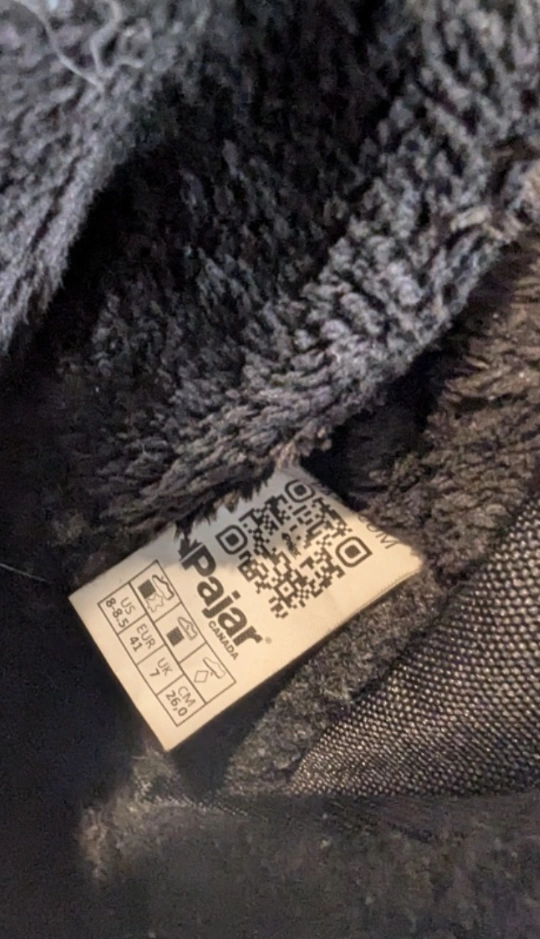 Pajar®
CANADA
US EUR UK CM
8-8.5 41 7 26,0